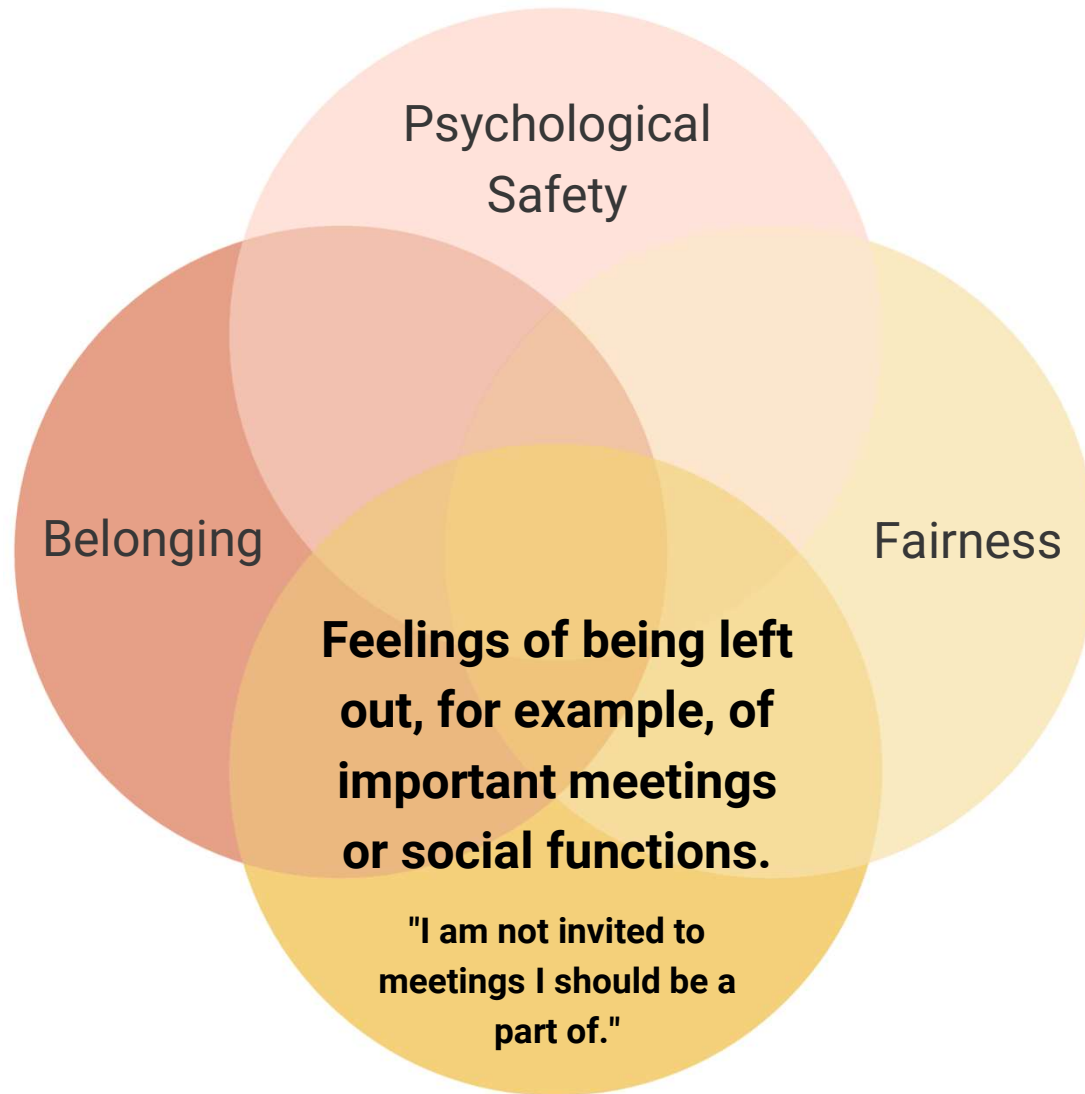 Psychological
Safety
Belonging
Fairness
Feelings of being left
out, for example, of
important meetings
or social functions.
"I am not invited to
meetings I should be a
part of."